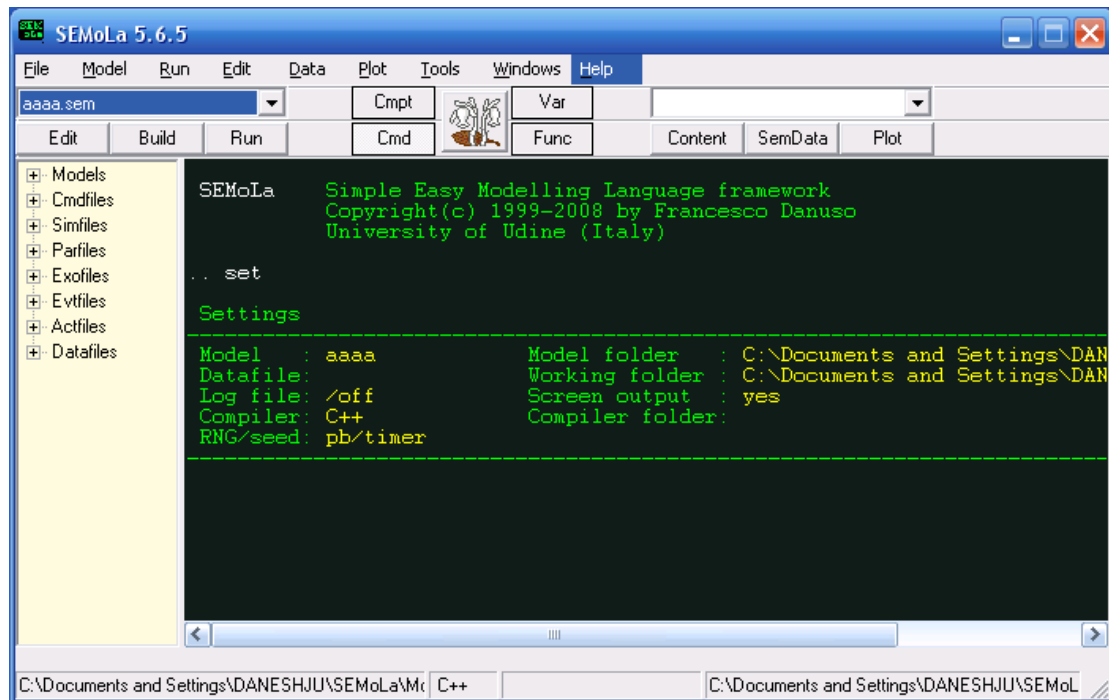 SEMoLa 5.6.5
File Model Run Edit Data Plot Tools Windows Help
aaaa.sem Cmpt Var
Edit Build Run Cmd Func Content SemData Plot
Models
Cmdfiles
Simfiles
Parfiles
Exofiles
Evtfiles
Actfiles
Datafiles
SEMoLa Simple Easy Modelling Language framework
Copyright(c) 1999-2008 by Francesco Danuso
University of Udine (Italy)
.. set
Settings
Model : aaaa Model folder : C:\Documents and Settings\DAN
Datafile: Working folder : C:\Documents and Settings\DAN
Log file: /off Screen output : yes
Compiler: C++ Compiler folder:
RNG/seed: pb/timer
C:\Documents and Settings\DANESHJU\SEMoLa\Mo C++ C:\Documents and Settings\DANESHJU\SEMoL